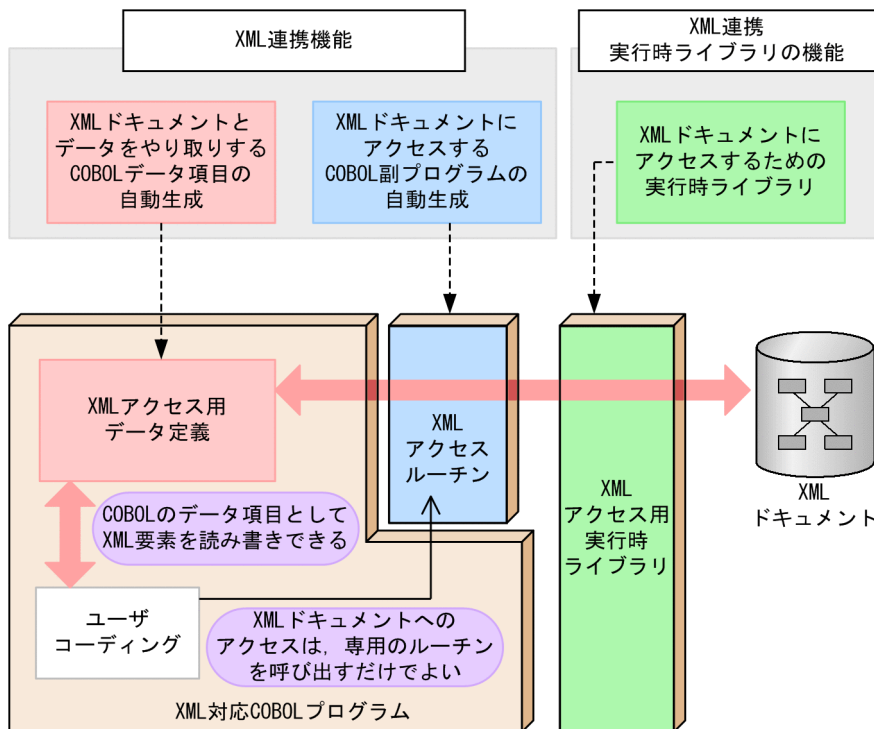 XML連携機能
XML連携
実行時ライブラリの機能
XMLドキュメントと
データをやり取りする
COBOLデータ項目の
自動生成
XMLドキュメントに
アクセスする
COBOL副プログラムの
自動生成
XMLドキュメントに
アクセスするための
実行時ライブラリ
XMLアクセス用
データ定義
XML
アクセス
ルーチン
XML
アクセス用
実行時
ライブラリ
XML
ドキュメント
COBOLのデータ項目として
XML要素を読み書きできる
ユーザ
コーディング
XMLドキュメントへの
アクセスは，専用のルーチン
を呼び出すだけでよい
XML対応COBOLプログラム